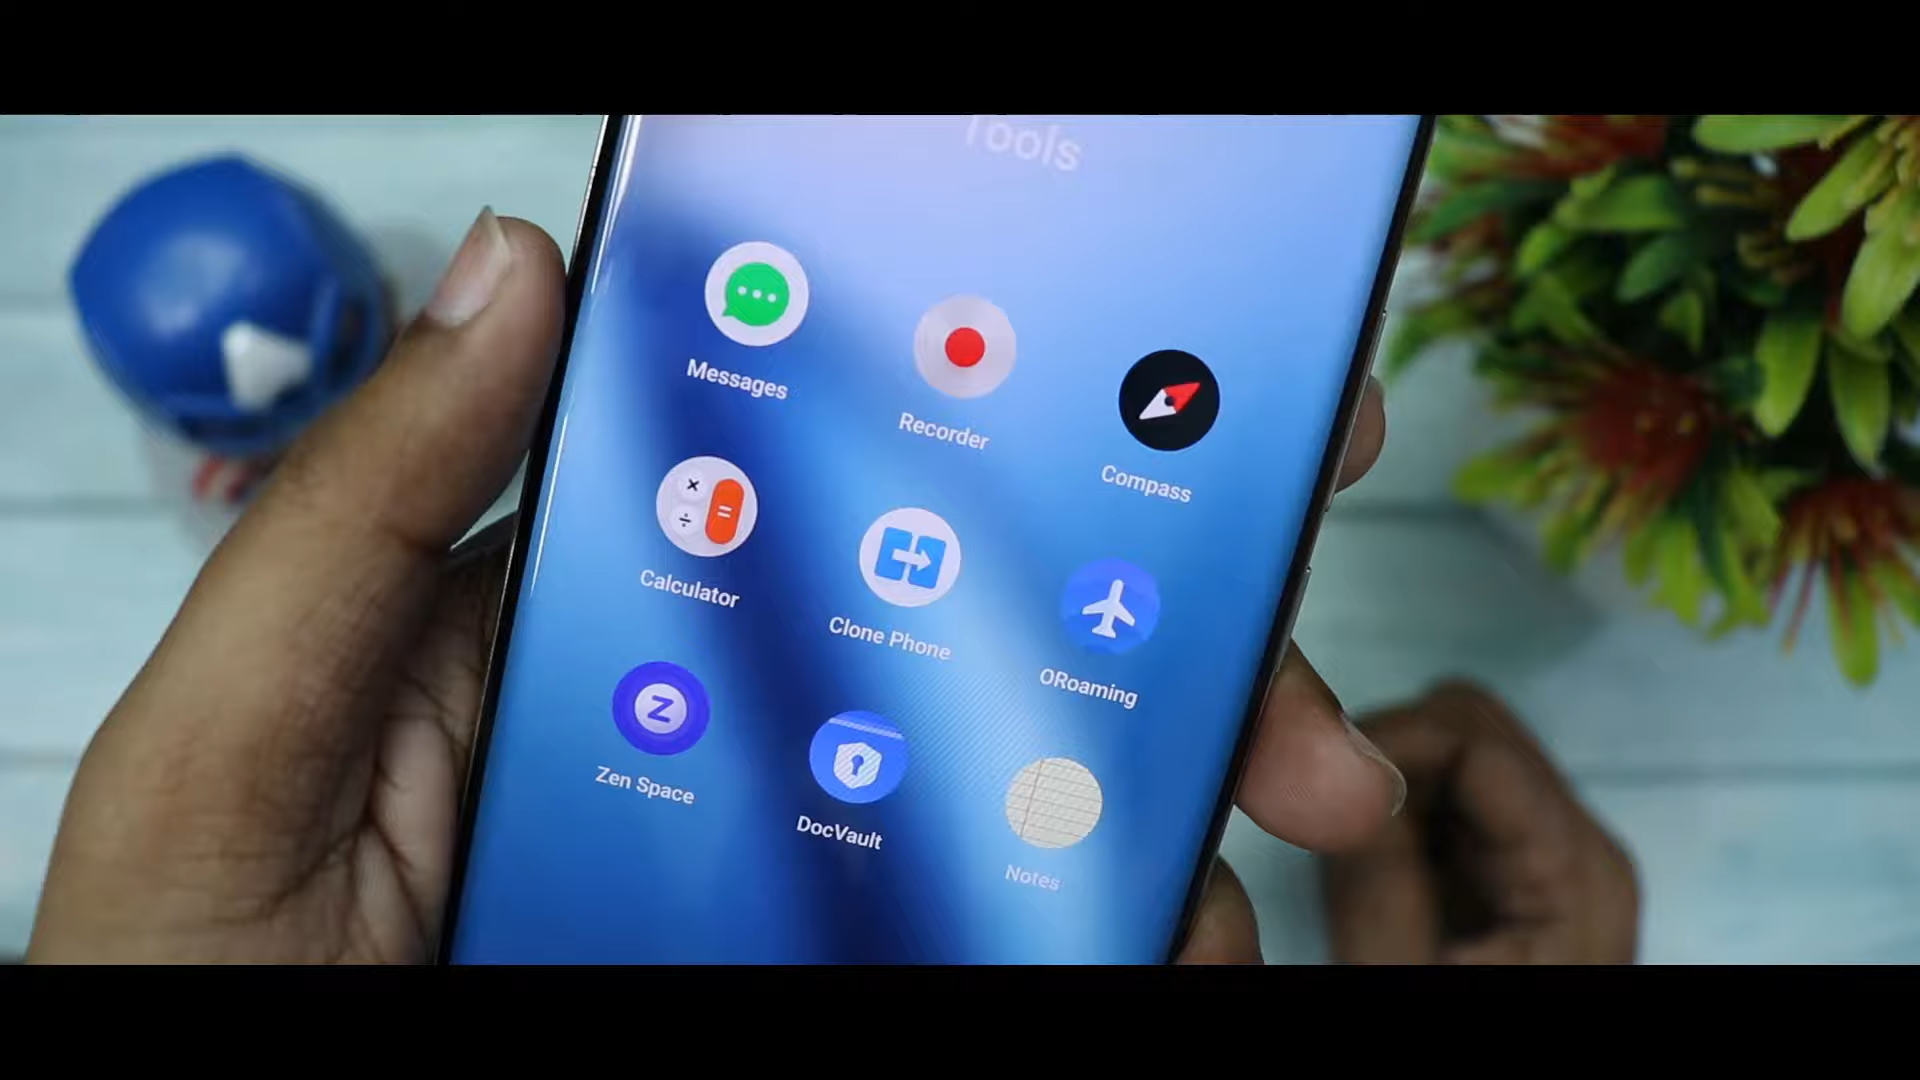 Tools
Messages
Recorder
Compass
Calculator
Clone Phone
ORoaming
Zen Space
DocVault
Notes